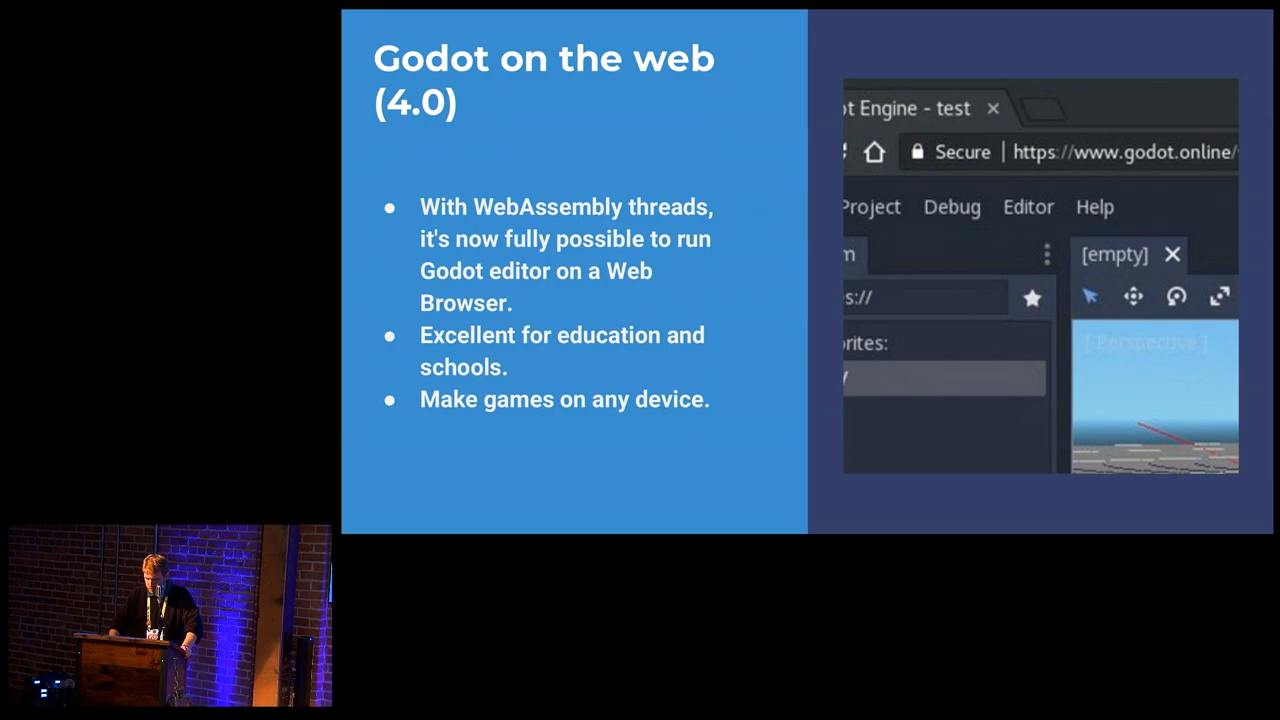 Godot on the web
(4.0)
● With WebAssembly threads,
it's now fully possible to run
Godot editor on a Web
Browser.
● Excellent for education and
schools.
● Make games on any device.
ot Engine - test ×
Secure | https://www.godot.online/
Project Debug Editor Help
m
[empty] ×
s://
[ Perspective ]
orites:
/